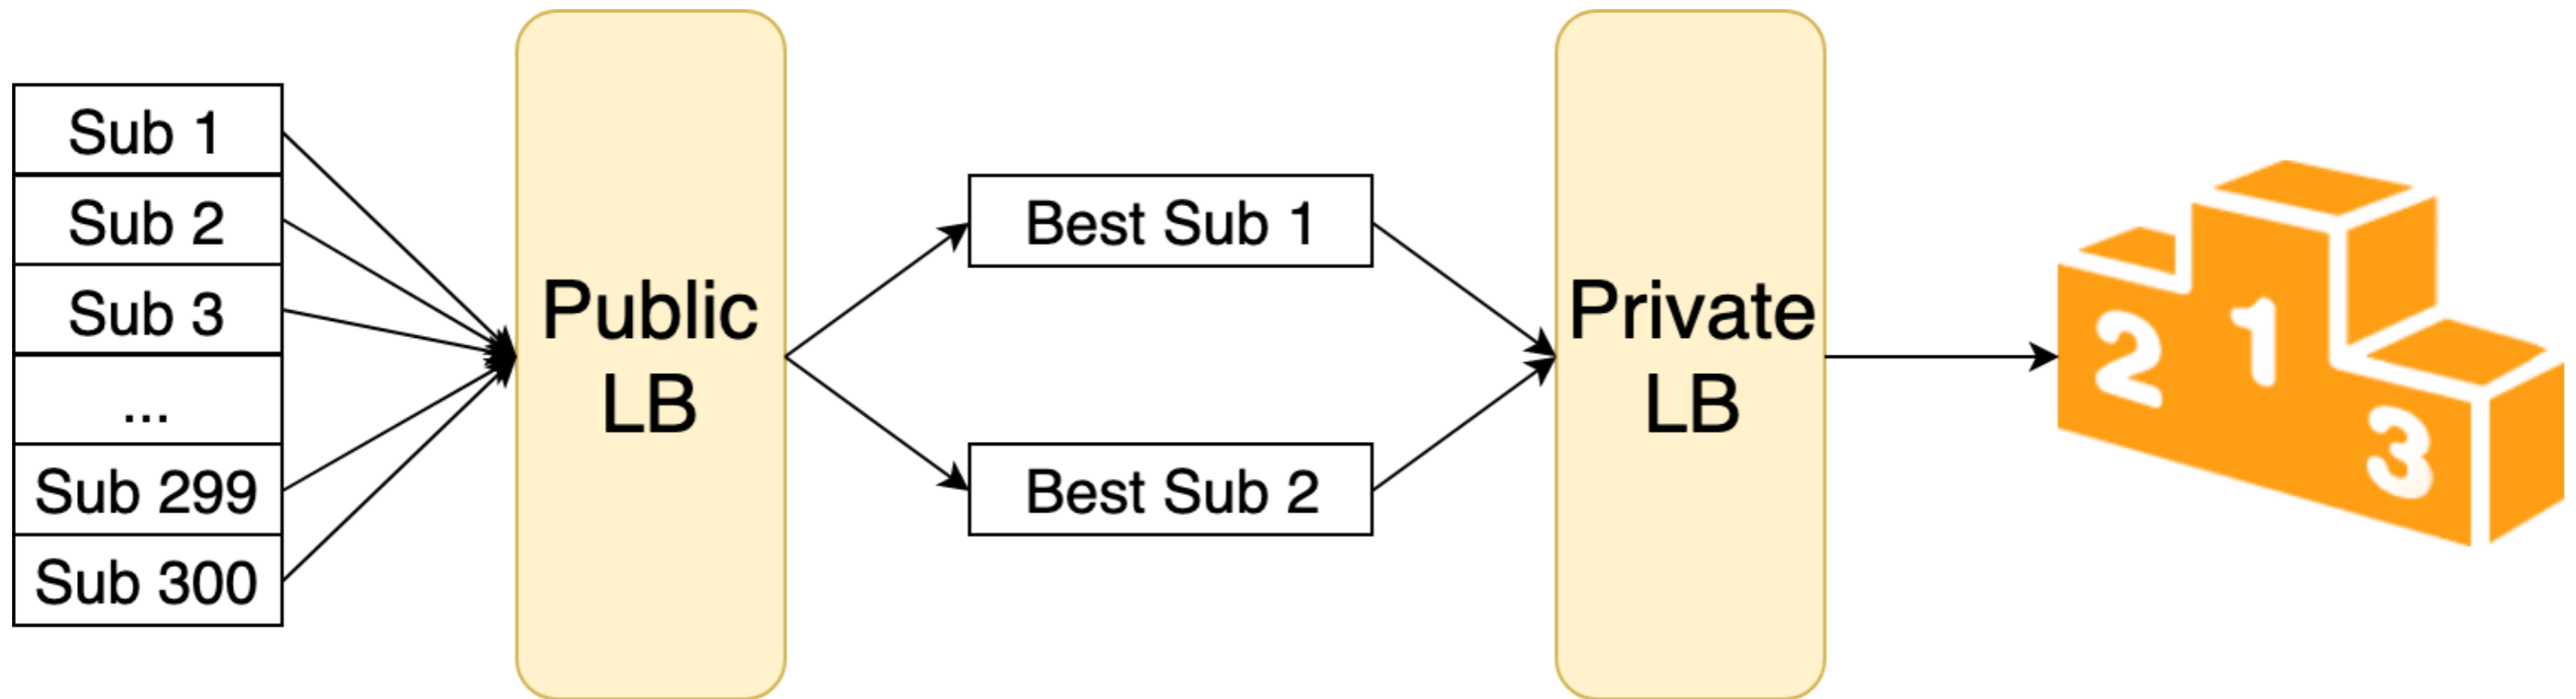 Sub 1
Sub 2
Sub 3
...
Sub 299
Sub 300
Public
LB
Best Sub 1
Best Sub 2
Private
LB
2
1
3